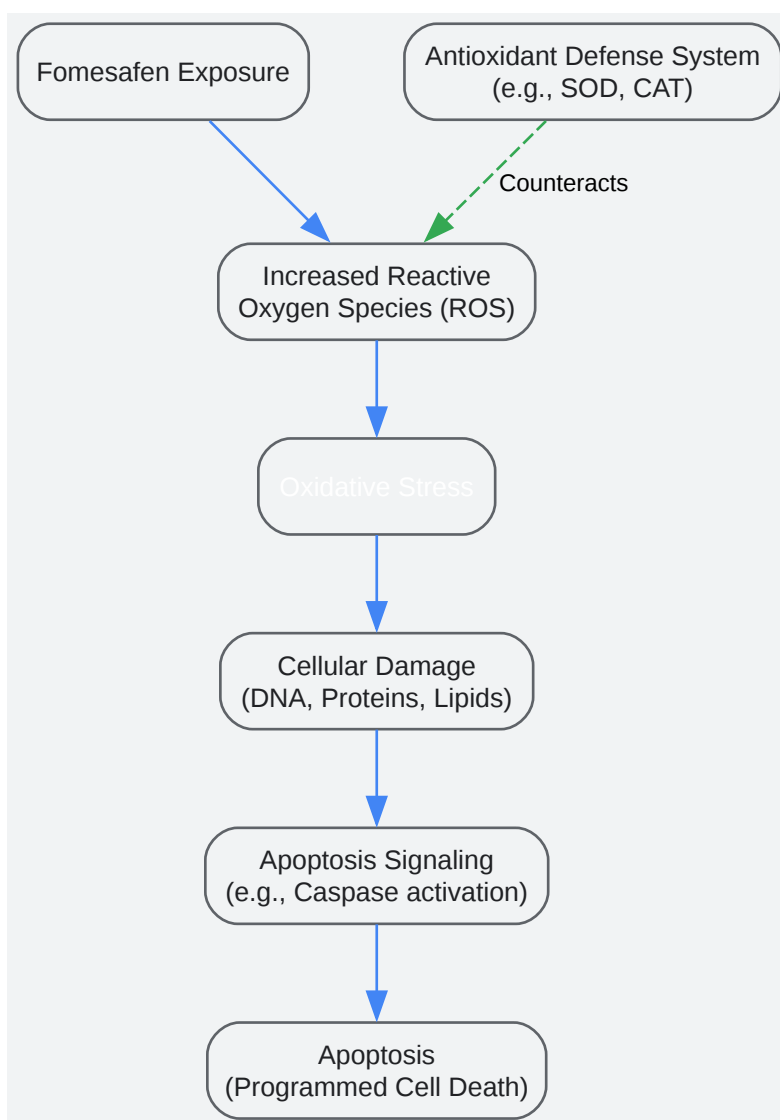 Fomesafen Exposure
Antioxidant Defense System
(e.g., SOD, CAT)
Counteracts
Increased Reactive
Oxygen Species (ROS)
Oxidative Stress
Cellular Damage
(DNA, Proteins, Lipids)
Apoptosis Signaling
(e.g., Caspase activation)
Apoptosis
(Programmed Cell Death)